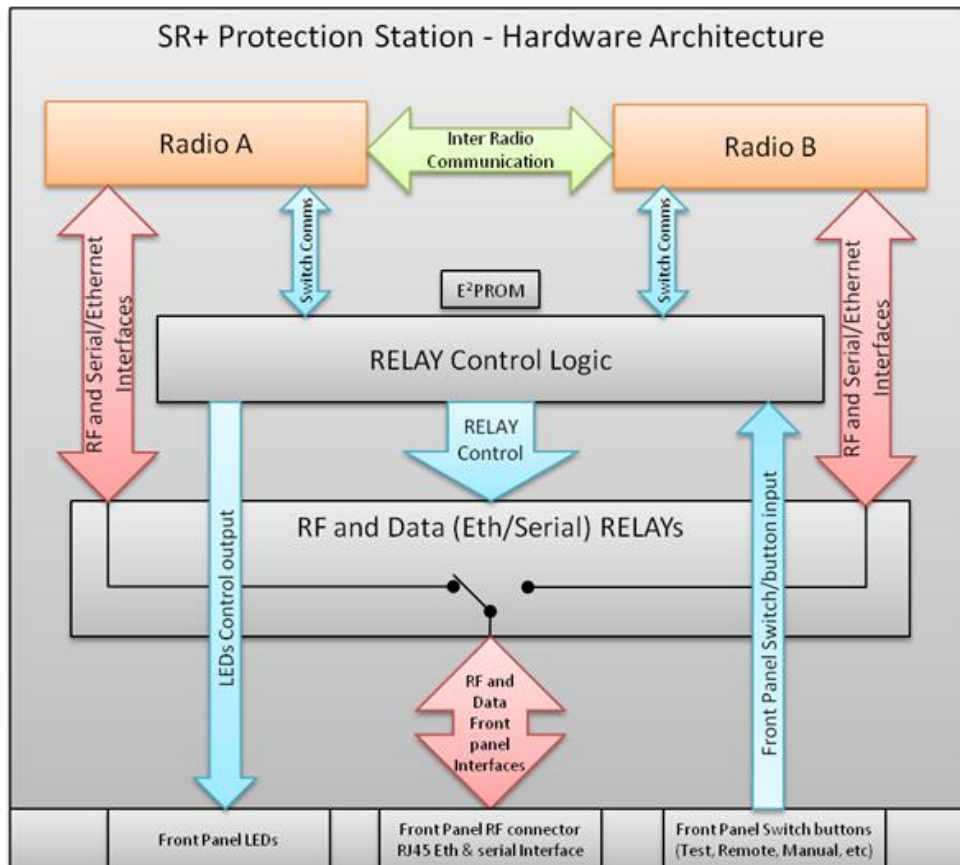 SR+ Protection Station - Hardware Architecture
Radio A
Inter Radio
Communication
Radio B
RF and Serial/Ethernet
Interfaces
Switch Comms
Switch Comms
RF and Serial/Ethernet
Interfaces
E²PROM
RELAY Control Logic
RELAY
Control
LEDs Control output
Front Panel Switch/button input
RF and Data (Eth/Serial) RELAYs
RF and
Data
Front
panel
Interfaces
Front Panel LEDs
Front Panel RF connector
RJ45 Eth & serial Interface
Front Panel Switch buttons
(Test, Remote, Manual, etc)